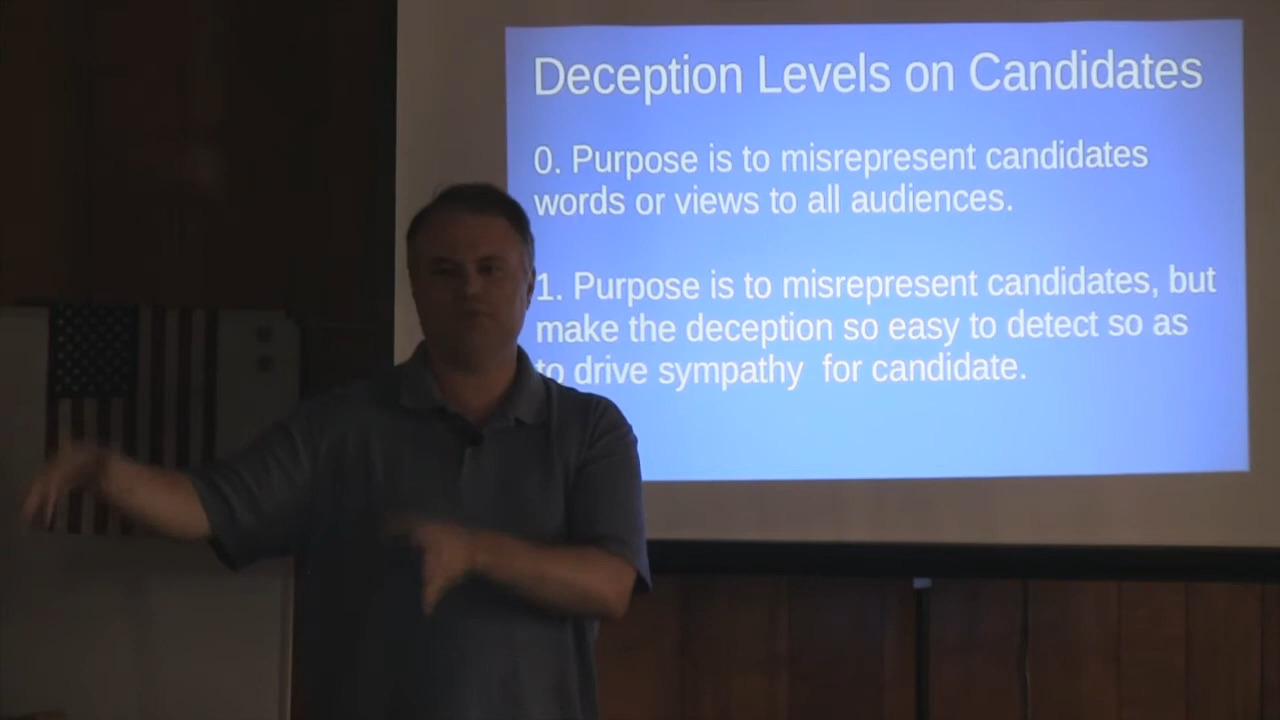 Deception Levels on Candidates
0. Purpose is to misrepresent candidates
words or views to all audiences.
1. Purpose is to misrepresent candidates, but
make the deception so easy to detect so as
to drive sympathy for candidate.